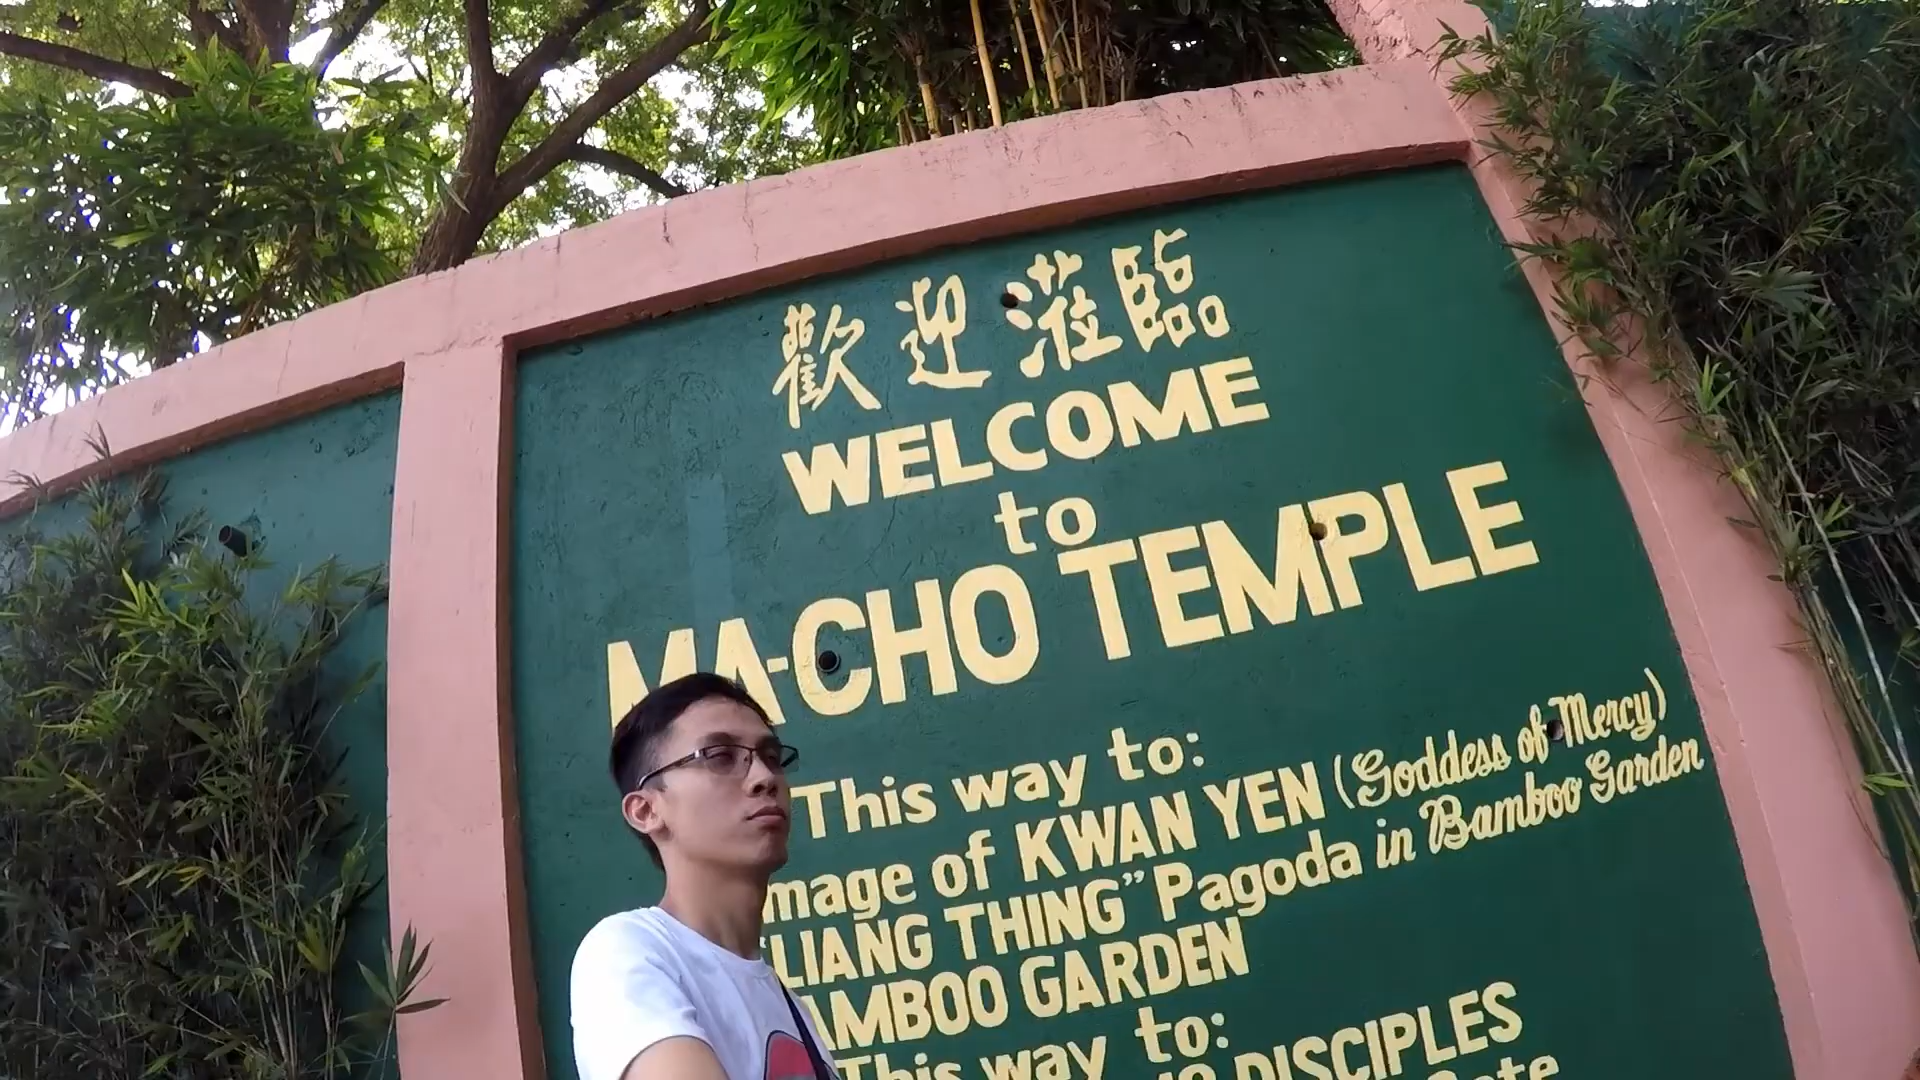 歡迎蒞臨
WELCOME
to
MA-CHO TEMPLE
This way to:
mage of KWAN YEN (Goddess of Mercy)
"LIANG THING" Pagoda in Bamboo Garden
AMBOO GARDEN
This way to:
18 DISCIPLES